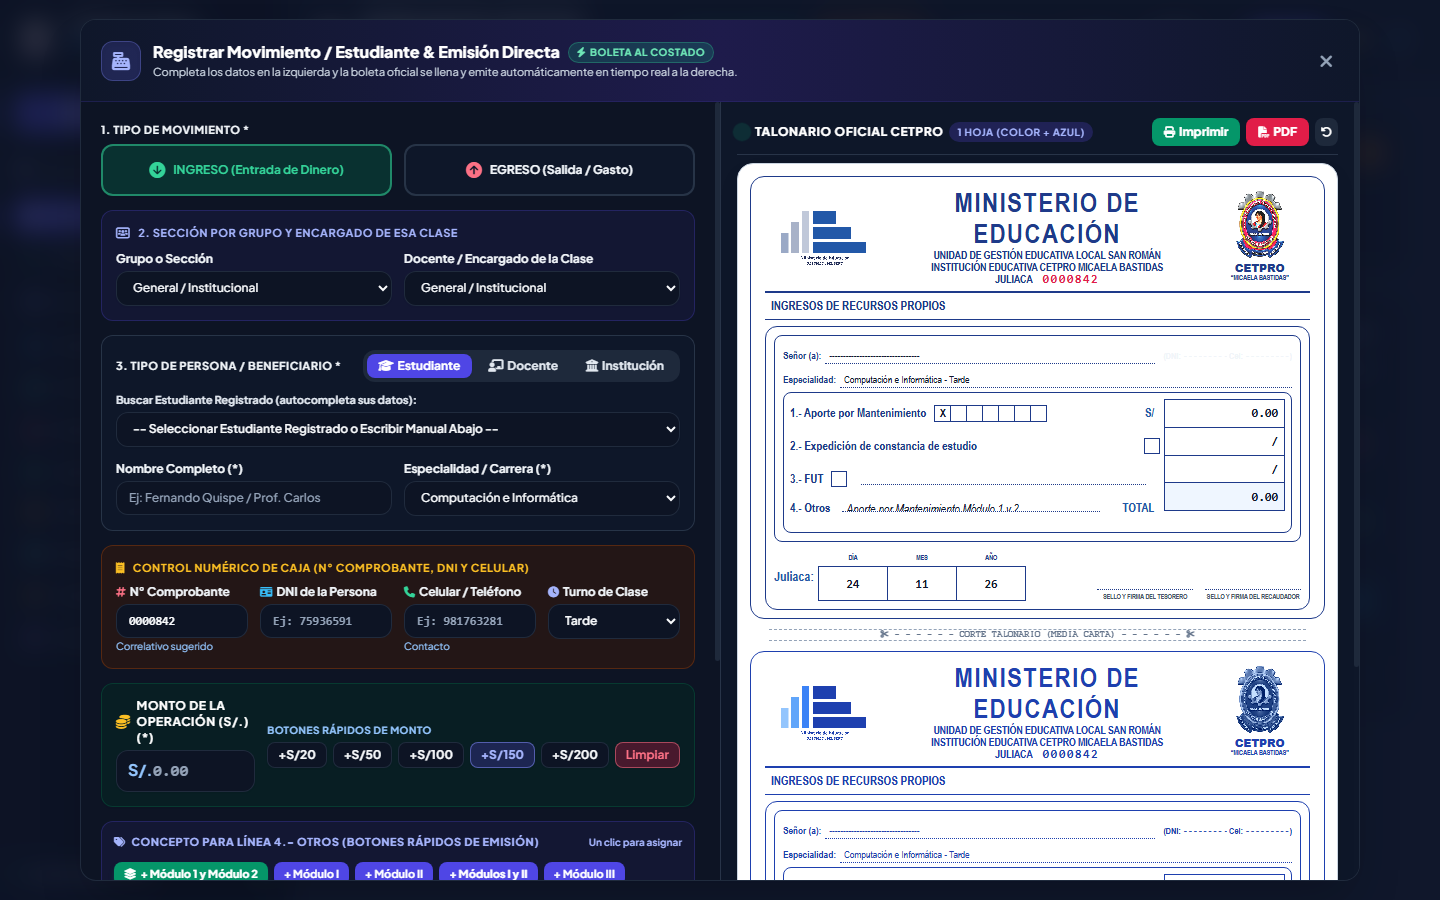 Registrar Movimiento / Estudiante & Emisión Directa
BOLETA AL COSTADO
Completa los datos en la izquierda y la boleta oficial se llena y emite automáticamente en tiempo real a la derecha.
1. TIPO DE MOVIMIENTO *
INGRESO (Entrada de Dinero)
EGRESO (Salida / Gasto)
2. SECCIÓN POR GRUPO Y ENCARGADO DE ESA CLASE
Grupo o Sección
Docente / Encargado de la Clase
General / Institucional
General / Institucional
3. TIPO DE PERSONA / BENEFICIARIO *
Estudiante
Docente
Institución
Buscar Estudiante Registrado (autocompleta sus datos):
-- Seleccionar Estudiante Registrado o Escribir Manual Abajo --
Nombre Completo (*)
Especialidad / Carrera (*)
Ej: Fernando Quispe / Prof. Carlos
Computación e Informática
CONTROL NUMÉRICO DE CAJA (N° COMPROBANTE, DNI Y CELULAR)
N° Comprobante
DNI de la Persona
Celular / Teléfono
Turno de Clase
0000842
Ej: 75936591
Ej: 981763281
Tarde
Correlativo sugerido
Contacto
MONTO DE LA
OPERACIÓN (S/.)
(*)
BOTONES RÁPIDOS DE MONTO
S/.
0.00
+S/20
+S/50
+S/100
+S/150
+S/200
Limpiar
CONCEPTO PARA LÍNEA 4.- OTROS (BOTONES RÁPIDOS DE EMISIÓN)
Un clic para asignar
+ Módulo 1 y Módulo 2
+ Módulo I
+ Módulo II
+ Módulos I y II
+ Módulo III
TALONARIO OFICIAL CETPRO
1 HOJA (COLOR + AZUL)
Imprimir
PDF
MINISTERIO DE
EDUCACIÓN
UNIDAD DE GESTIÓN EDUCATIVA LOCAL SAN ROMÁN
INSTITUCIÓN EDUCATIVA CETPRO MICAELA BASTIDAS
JULIACA 0000842
CETPRO
"MICAELA BASTIDAS"
INGRESOS DE RECURSOS PROPIOS
Señor (a): ------------------------------
Especialidad: Computación e Informática - Tarde
1.- Aporte por Mantenimiento X
S/ 0.00
2.- Expedición de constancia de estudio
/
3.- FUT
/
4.- Otros Aporte por Mantenimiento Módulo 1 y 2
TOTAL 0.00
DÍA MES AÑO
Juliaca: 24 11 26
SELLO Y FIRMA DEL TESORERO
SELLO Y FIRMA DEL RECAUDADOR
- - - - - - CORTE TALONARIO (MEDIA CARTA) - - - - - -
MINISTERIO DE
EDUCACIÓN
UNIDAD DE GESTIÓN EDUCATIVA LOCAL SAN ROMÁN
INSTITUCIÓN EDUCATIVA CETPRO MICAELA BASTIDAS
JULIACA 0000842
CETPRO
"MICAELA BASTIDAS"
INGRESOS DE RECURSOS PROPIOS
Señor (a): ------------------------------ (DNI: --------- Cel: ---------)
Especialidad: Computación e Informática - Tarde